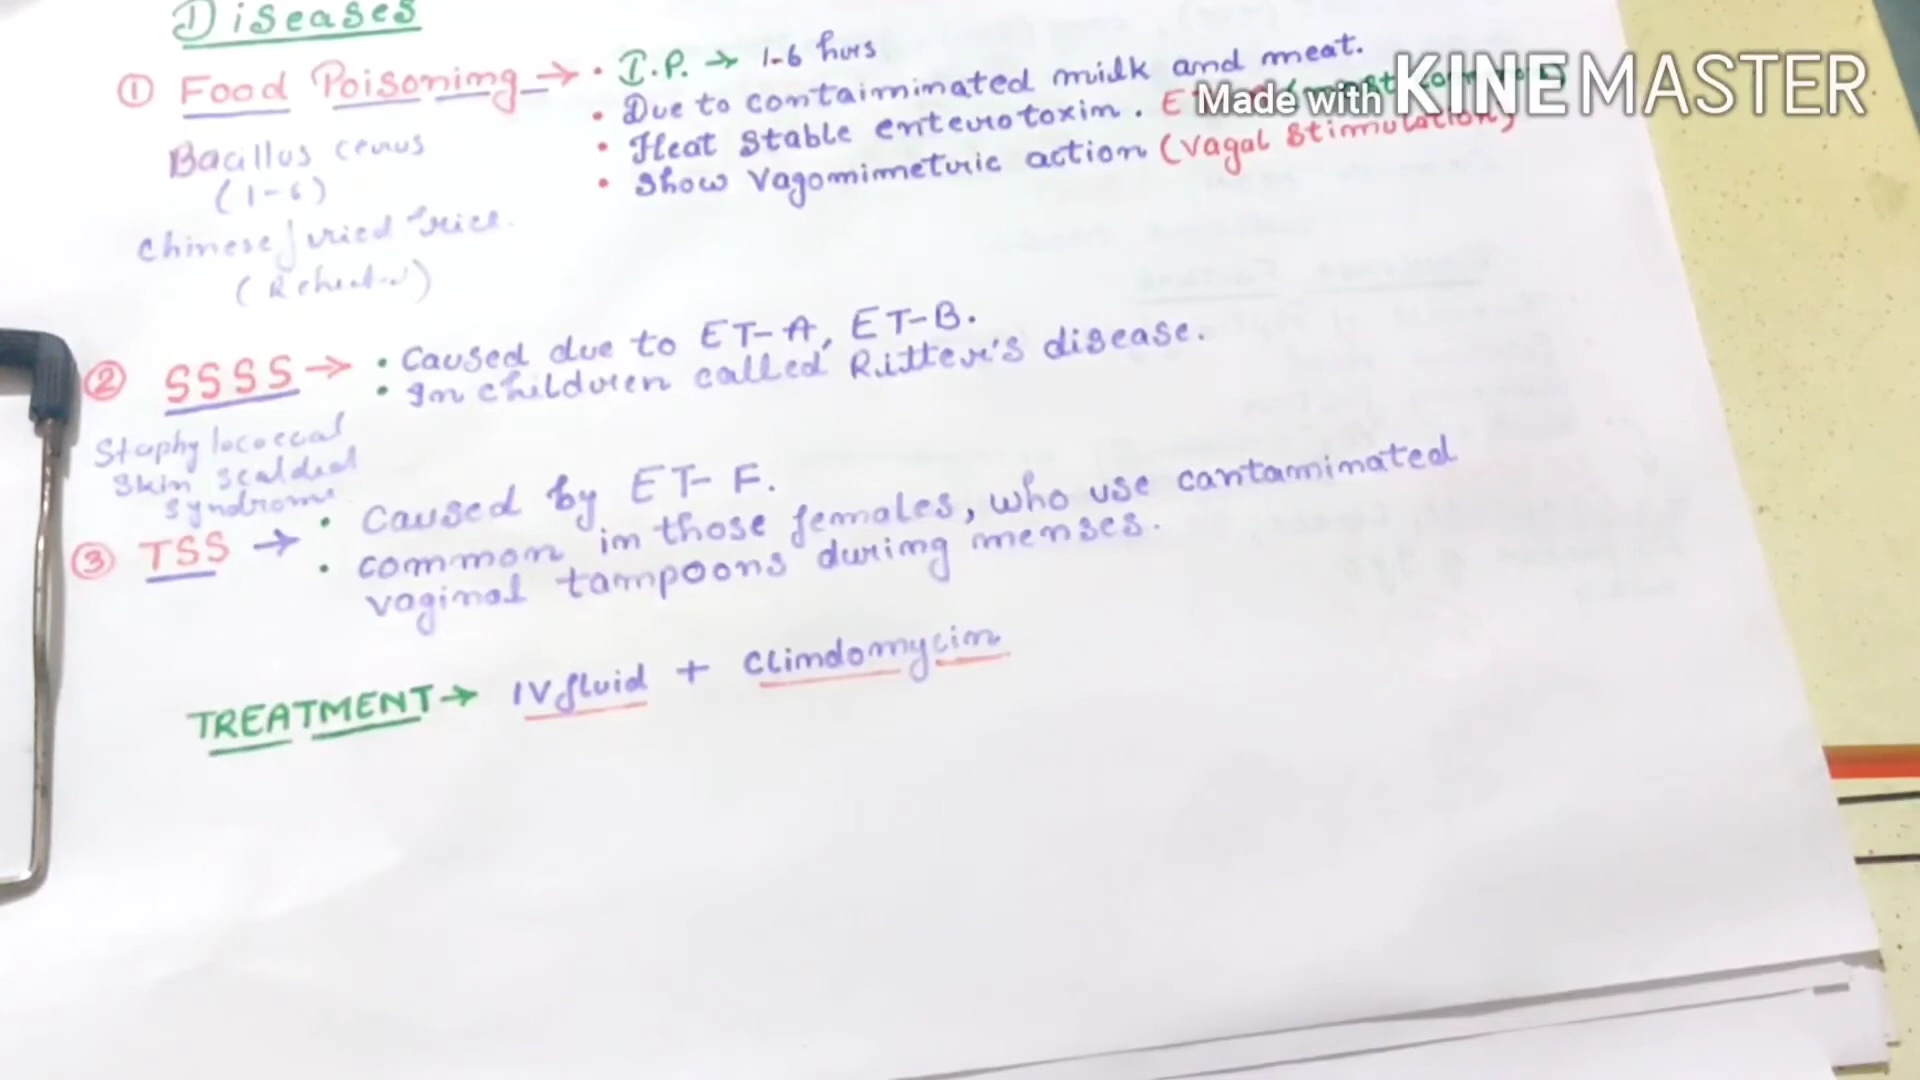 Diseases
① Food Poisoning → • I.P. → 1-6 hurs
• Due to contaiminated milk and meat.
• Heat Stable enterotoxin.
• Show Vagomimetric action (Vagal Stimulation)
Made with KINEMASTER
Bacillus cerus
(1-6)
Chinese fried rice.
② SSSS → • Caused due to ET-A, ET-B.
• In children called Ritter's disease.
Staphylococcal
Skin Scalded
Syndrome
③ TSS → • Caused by ET-F.
• common in those females, who use cantaminated
vaginal tampoons during menses.
TREATMENT → IV fluid + Clindomycin